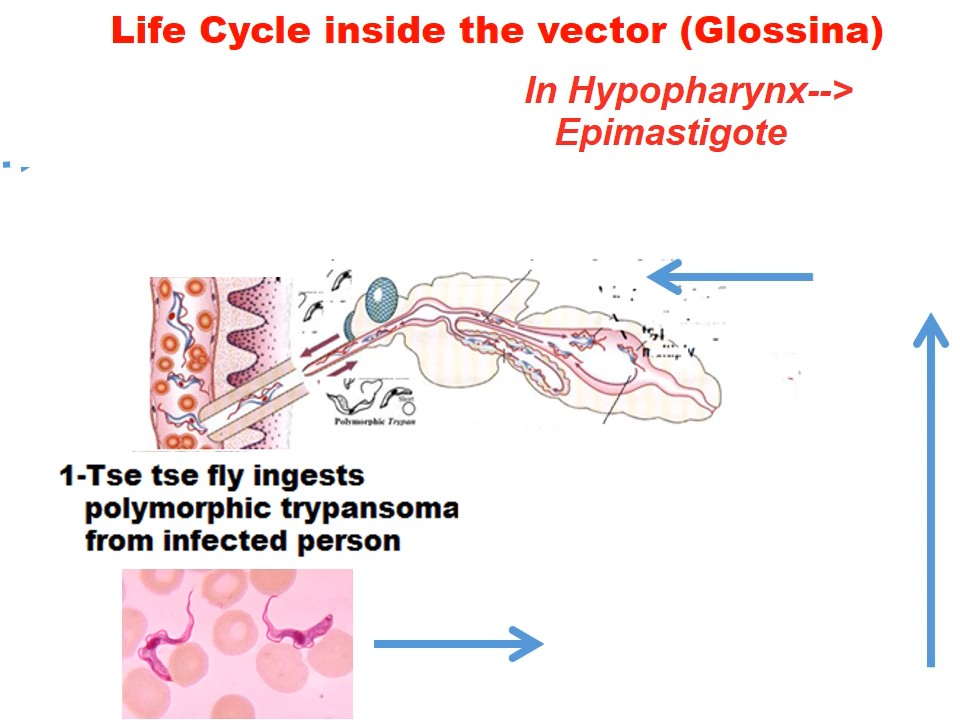 Life Cycle inside the vector (Glossina)
In Hypopharynx-->
Epimastigote
Short
Polymorphic Trypan
1-Tse tse fly ingests
polymorphic trypansoma
from infected person